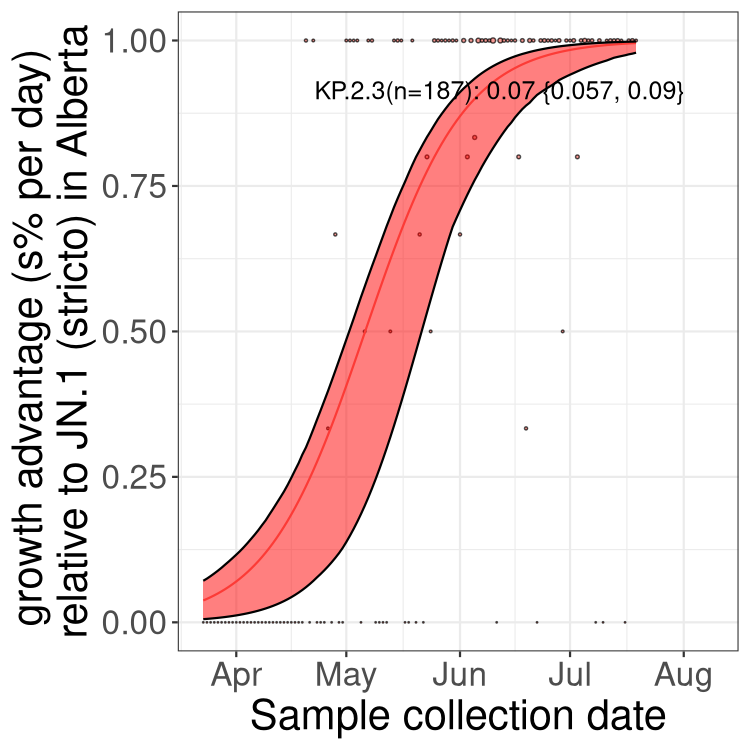 growth advantage (s% per day)
relative to JN.1 (stricto) in Alberta
1.00
0.75
0.50
0.25
0.00
KP.2.3(n=187): 0.07 {0.057, 0.09}
Apr May Jun Jul Aug
Sample collection date